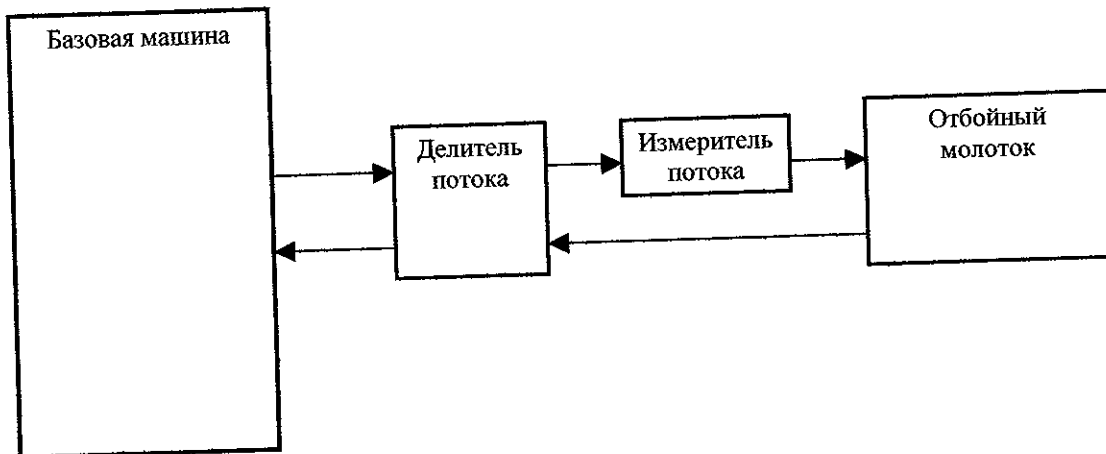 Базовая машина
Делитель
потока
Измеритель
потока
Отбойный
молоток